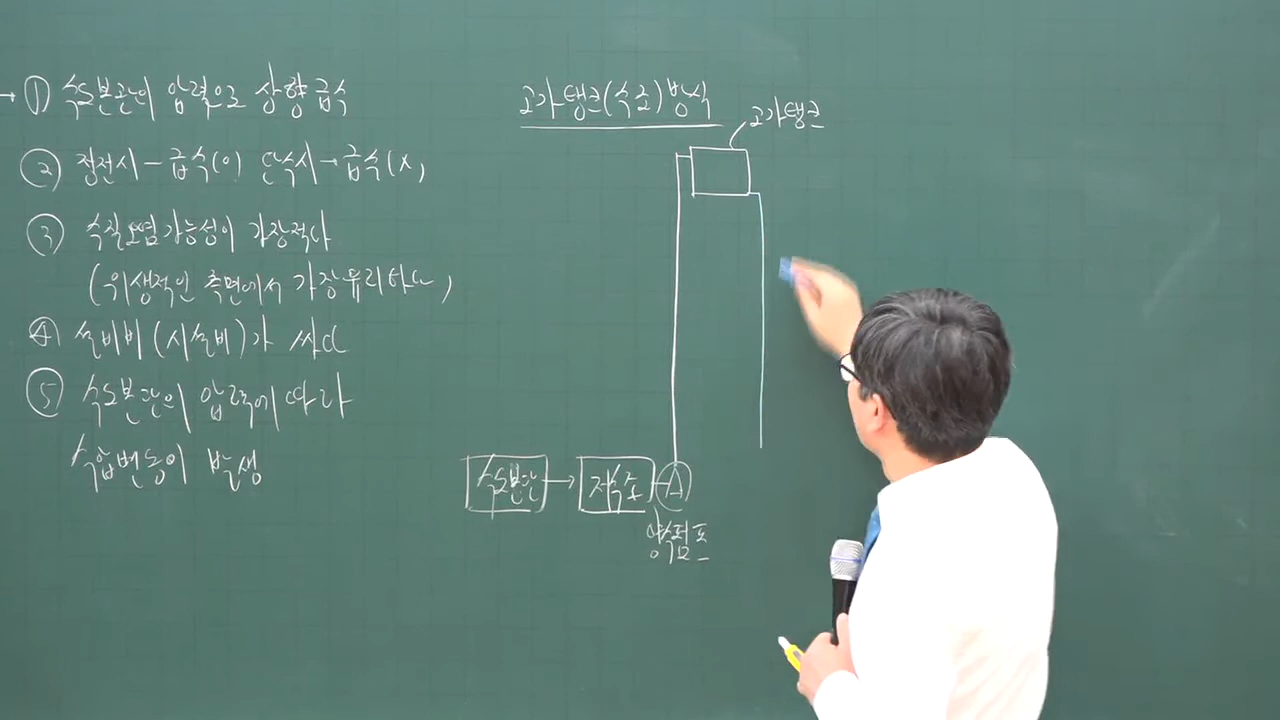 → ① 수도본관의 압력으로 상향급수
② 정전시 - 급수(O) 단수시 → 급수(X)
③ 수질오염가능성이 가장적다
(위생적인 측면에서 가장유리하다)
④ 설비비(시설비)가 싸다
⑤ 수도본관의 압력에 따라
수압변동이 발생
고가탱크(수조)방식
고가탱크
수도본관 → 저수조
양수펌프